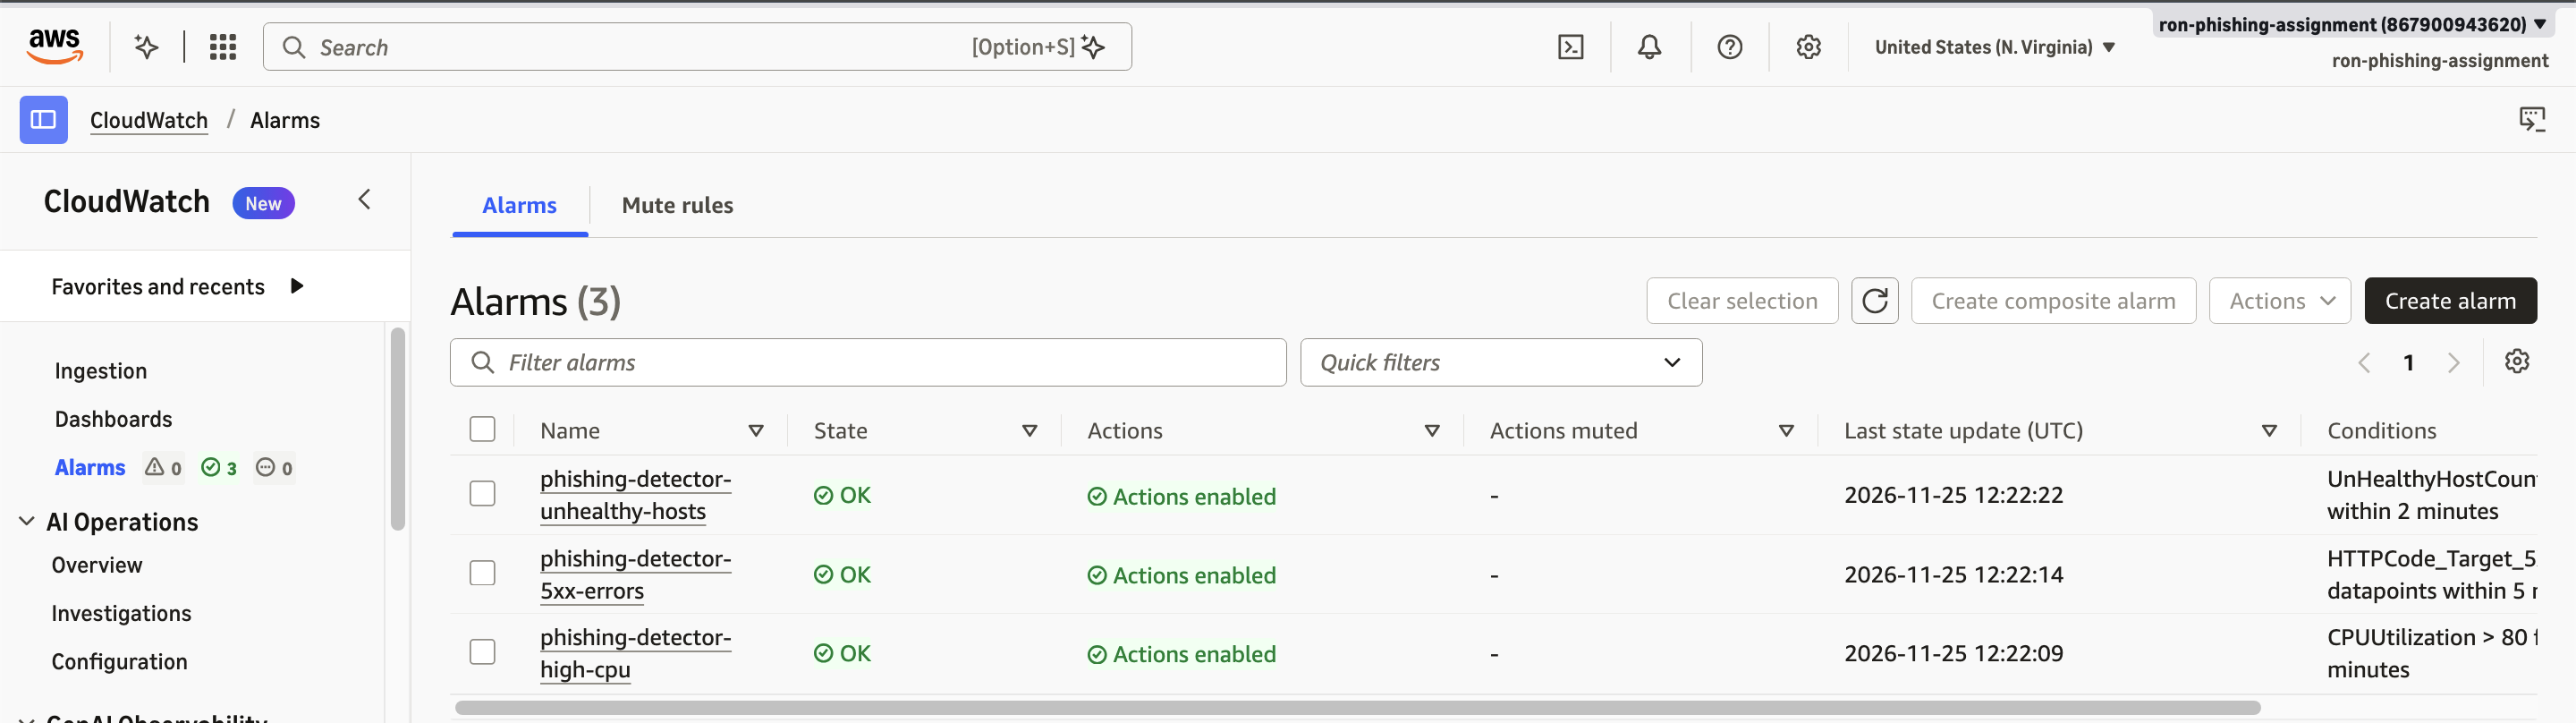 aws
Search
[Option+S]
United States (N. Virginia)
ron-phishing-assignment (867900943620)
ron-phishing-assignment
CloudWatch / Alarms
CloudWatch New
Favorites and recents
Ingestion
Dashboards
Alarms 0 3 0
AI Operations
Overview
Investigations
Configuration
GenAI Observability
Alarms Mute rules
Alarms (3)
Clear selection Create composite alarm Actions Create alarm
Filter alarms Quick filters 1
Name State Actions Actions muted Last state update (UTC) Conditions
phishing-detector-
unhealthy-hosts
OK Actions enabled - 2026-11-25 12:22:22
UnHealthyHostCoun
within 2 minutes
phishing-detector-
5xx-errors
OK Actions enabled - 2026-11-25 12:22:14
HTTPCode_Target_5
datapoints within 5
phishing-detector-
high-cpu
OK Actions enabled - 2026-11-25 12:22:09
CPUUtilization > 80
minutes